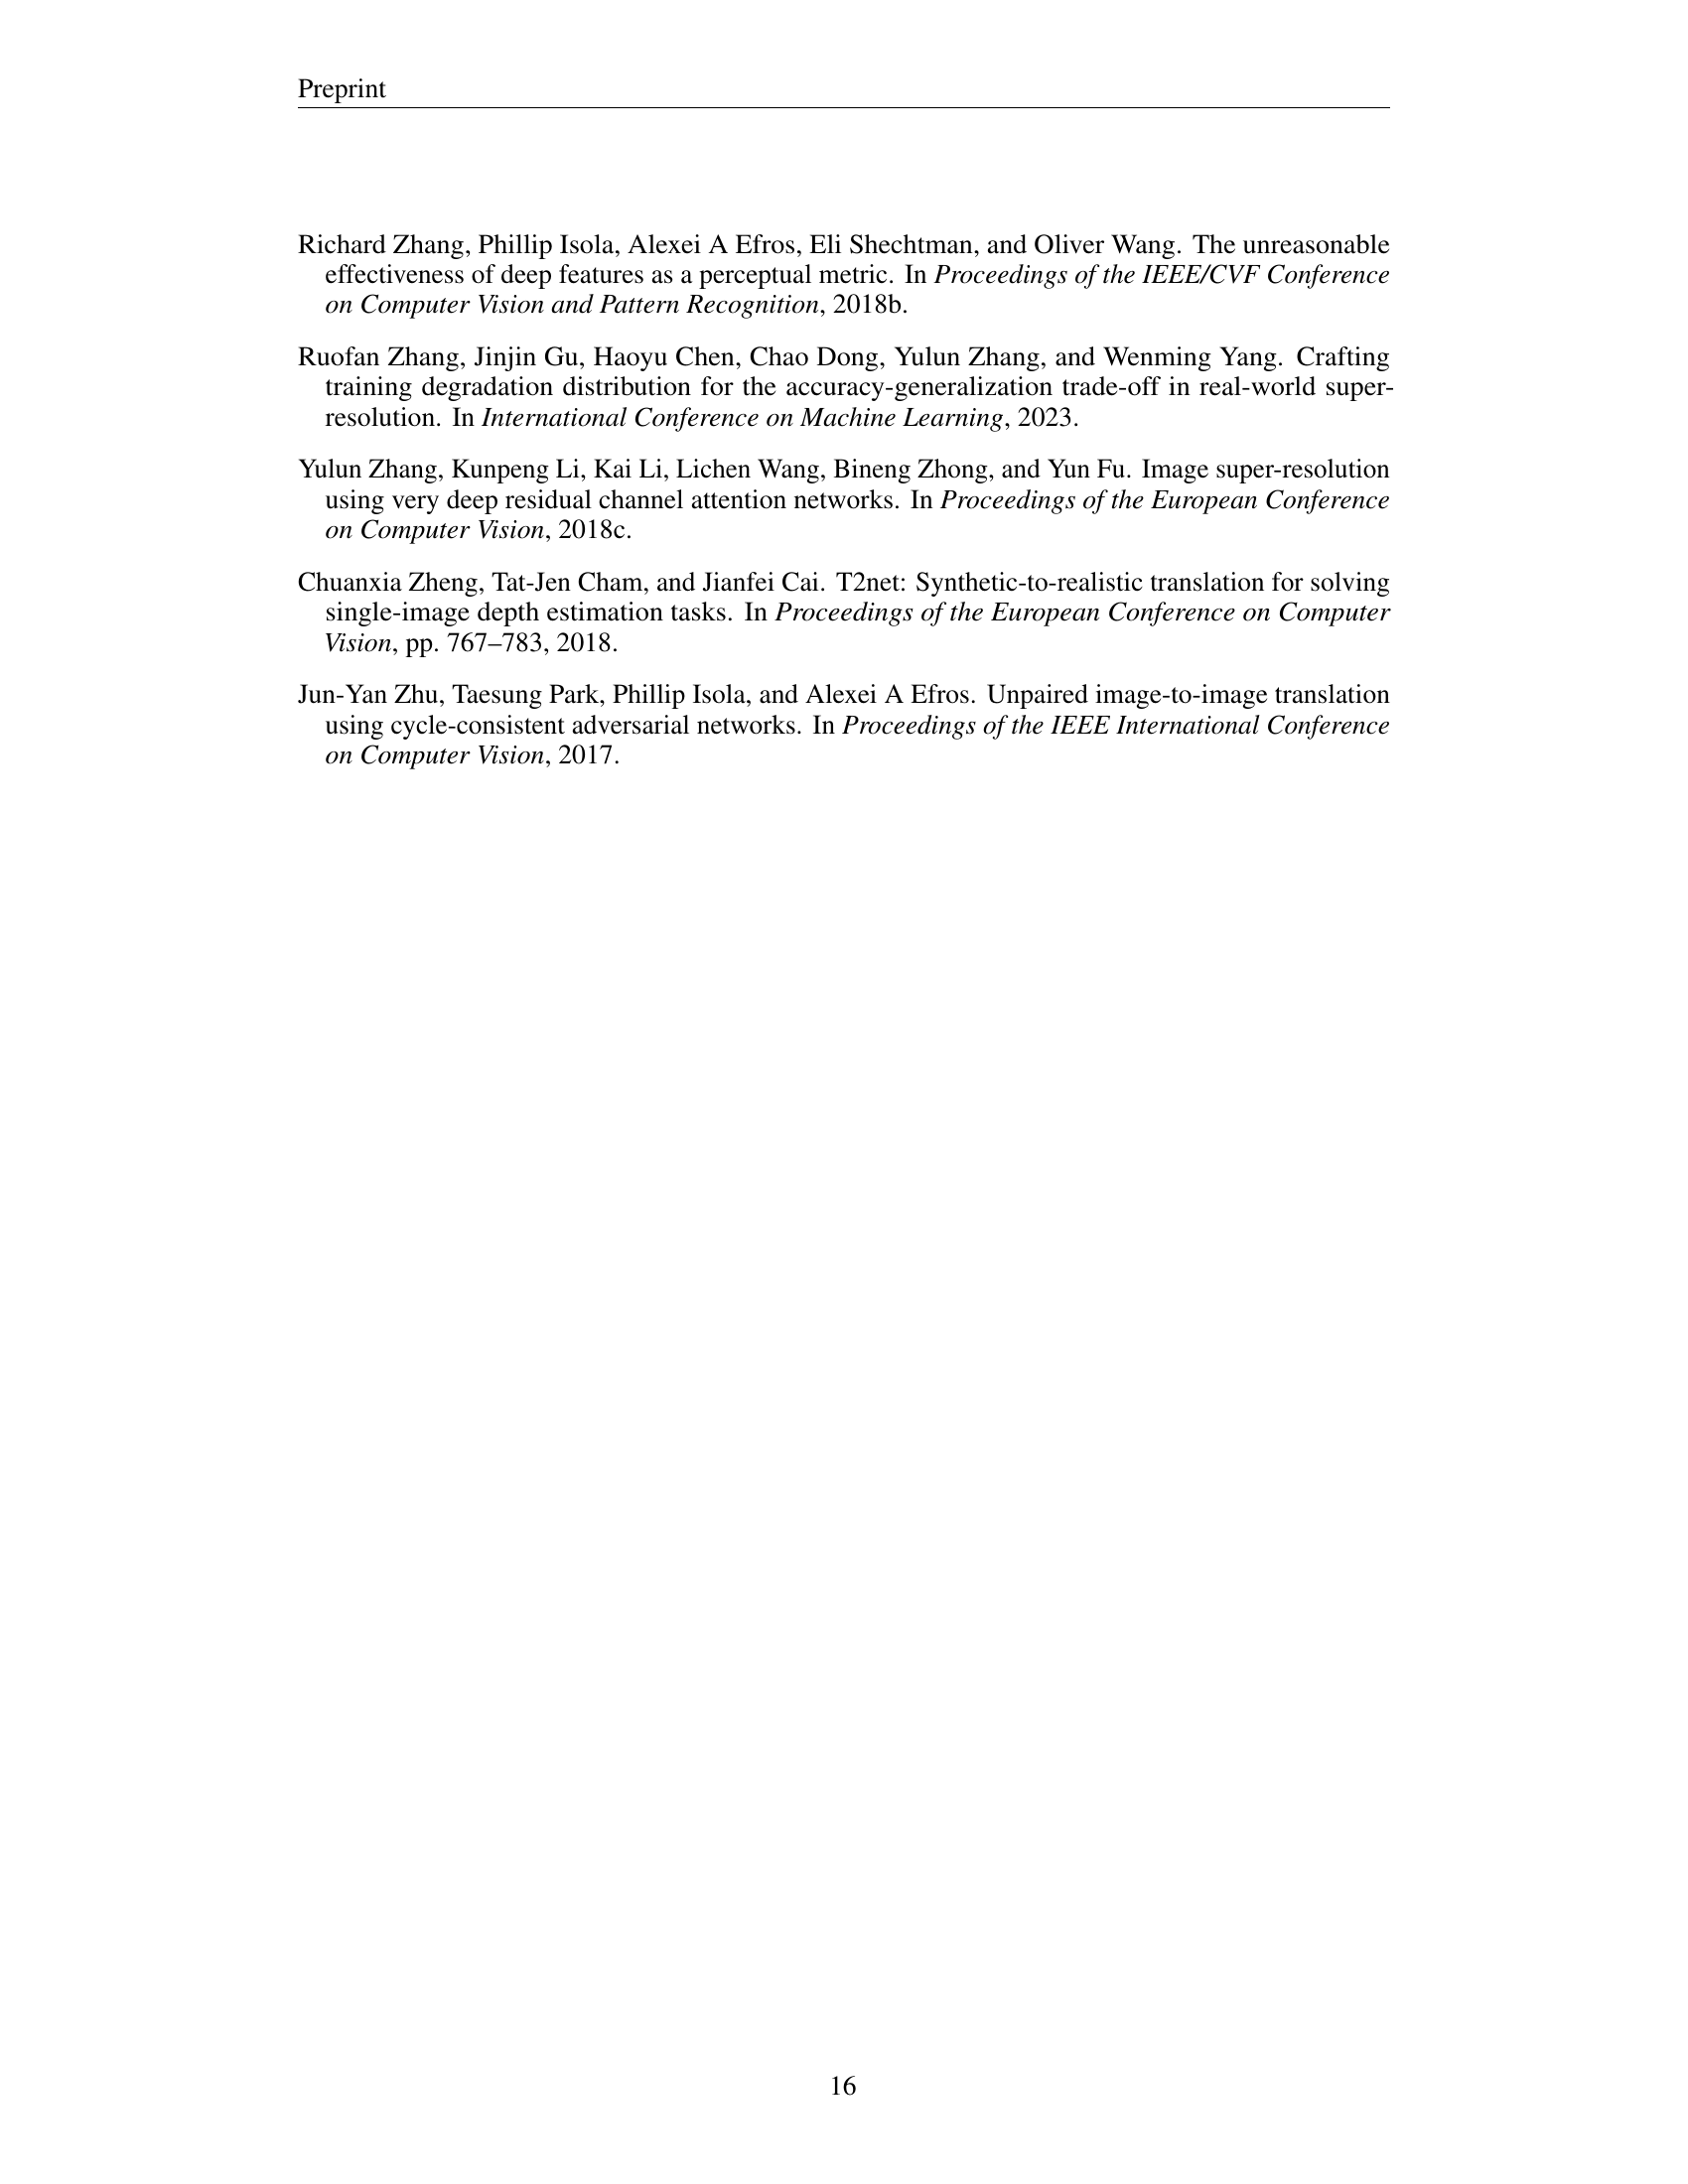 Preprint
Richard Zhang, Phillip Isola, Alexei A Efros, Eli Shechtman, and Oliver Wang. The unreasonable
effectiveness of deep features as a perceptual metric. In Proceedings of the IEEE/CVF Conference
on Computer Vision and Pattern Recognition, 2018b.
Ruofan Zhang, Jinjin Gu, Haoyu Chen, Chao Dong, Yulun Zhang, and Wenming Yang. Crafting
training degradation distribution for the accuracy-generalization trade-off in real-world super-
resolution. In International Conference on Machine Learning, 2023.
Yulun Zhang, Kunpeng Li, Kai Li, Lichen Wang, Bineng Zhong, and Yun Fu. Image super-resolution
using very deep residual channel attention networks. In Proceedings of the European Conference
on Computer Vision, 2018c.
Chuanxia Zheng, Tat-Jen Cham, and Jianfei Cai. T2net: Synthetic-to-realistic translation for solving
single-image depth estimation tasks. In Proceedings of the European Conference on Computer
Vision, pp. 767–783, 2018.
Jun-Yan Zhu, Taesung Park, Phillip Isola, and Alexei A Efros. Unpaired image-to-image translation
using cycle-consistent adversarial networks. In Proceedings of the IEEE International Conference
on Computer Vision, 2017.
16